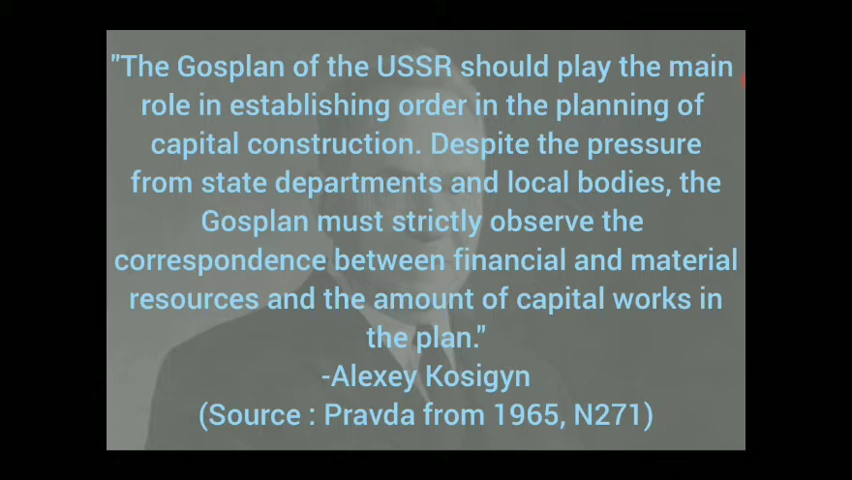 "The Gosplan of the USSR should play the main
role in establishing order in the planning of
capital construction. Despite the pressure
from state departments and local bodies, the
Gosplan must strictly observe the
correspondence between financial and material
resources and the amount of capital works in
the plan."
-Alexey Kosigyn
(Source : Pravda from 1965, N271)